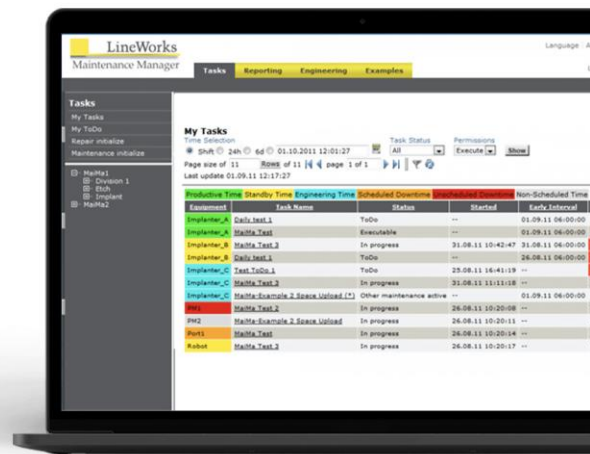 LineWorks
Maintenance Manager
Language
Tasks Reporting Engineering Examples
Tasks
My Tasks
My ToDo
Repair initialize
Maintenance initialize
MaiMa1
Division 1
Etch
Implant
MaiMa2
My Tasks
Time Selection Task Status Permissions
Shift 24h 6d 01.10.2011 12:01:27 All Execute Show
Page size of 11 Rows of 11 page 1 of 1
Last update 01.09.11 12:17:27
Productive Time Standby Time Engineering Time Scheduled Downtime Unscheduled Downtime Non-Scheduled Time
Equipment Task Name Status Started Early Interval
Implanter_A Daily test 1 ToDo -- 01.09.11 06:00:00
Implanter_A MaiMa Test Executable -- 01.09.11 06:00:00
Implanter_B MaiMa Test 3 In progress 31.08.11 10:42:47 31.08.11 06:00:00
Implanter_B Daily test 1 ToDo -- 26.08.11 06:00:00
Implanter_C Test ToDo 1 ToDo 25.08.11 16:41:19 --
Implanter_C MaiMa Test 3 In progress 31.08.11 11:11:18 --
Implanter_C MaiMa-Example 2 Space Upload (*) Other maintenance active -- 01.09.11 06:00:00
PM1 MaiMa Test 2 In progress 26.08.11 10:20:08 --
PM2 MaiMa-Example 2 Space Upload In progress 26.08.11 10:20:11 --
Port1 MaiMa Test In progress 26.08.11 10:20:14 --
Robot MaiMa Test 3 In progress 26.08.11 10:20:17 --